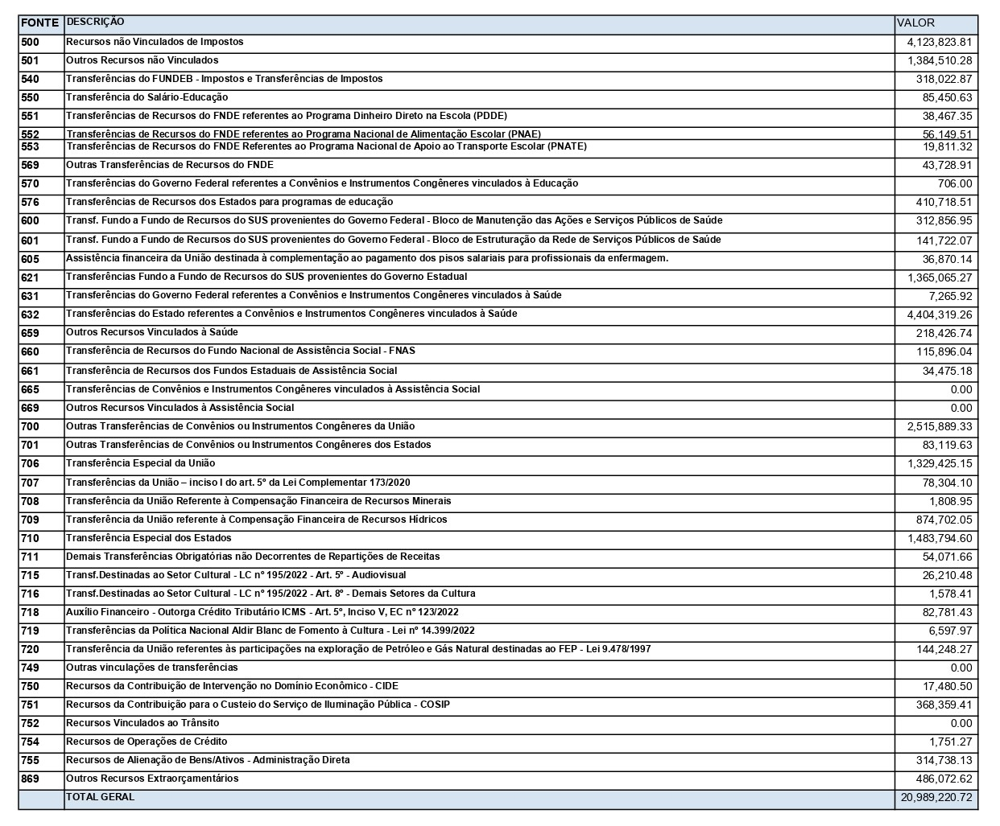 FONTE DESCRIÇÃO VALOR
500 Recursos não Vinculados de Impostos 4,123,823.81
501 Outros Recursos não Vinculados 1,384,510.28
540 Transferências do FUNDEB - Impostos e Transferências de Impostos 318,022.87
550 Transferência do Salário-Educação 85,450.63
551 Transferências de Recursos do FNDE referentes ao Programa Dinheiro Direto na Escola (PDDE) 38,467.35
552 Transferências de Recursos do FNDE referentes ao Programa Nacional de Alimentação Escolar (PNAE) 56,149.51
553 Transferências de Recursos do FNDE Referentes ao Programa Nacional de Apoio ao Transporte Escolar (PNATE) 19,811.32
569 Outras Transferências de Recursos do FNDE 43,728.91
570 Transferências do Governo Federal referentes a Convênios e Instrumentos Congêneres vinculados à Educação 706.00
576 Transferências de Recursos dos Estados para programas de educação 410,718.51
600 Transf. Fundo a Fundo de Recursos do SUS provenientes do Governo Federal - Bloco de Manutenção das Ações e Serviços Públicos de Saúde 312,856.95
601 Transf. Fundo a Fundo de Recursos do SUS provenientes do Governo Federal - Bloco de Estruturação da Rede de Serviços Públicos de Saúde 141,722.07
605 Assistência financeira da União destinada à complementação ao pagamento dos pisos salariais para profissionais da enfermagem. 36,870.14
621 Transferências Fundo a Fundo de Recursos do SUS provenientes do Governo Estadual 1,365,065.27
631 Transferências do Governo Federal referentes a Convênios e Instrumentos Congêneres vinculados à Saúde 7,265.92
632 Transferências do Estado referentes a Convênios e Instrumentos Congêneres vinculados à Saúde 4,404,319.26
659 Outros Recursos Vinculados à Saúde 218,426.74
660 Transferência de Recursos do Fundo Nacional de Assistência Social - FNAS 115,896.04
661 Transferência de Recursos dos Fundos Estaduais de Assistência Social 34,475.18
665 Transferências de Convênios e Instrumentos Congêneres vinculados à Assistência Social 0.00
669 Outros Recursos Vinculados à Assistência Social 0.00
700 Outras Transferências de Convênios ou Instrumentos Congêneres da União 2,515,889.33
701 Outras Transferências de Convênios ou Instrumentos Congêneres dos Estados 83,119.63
706 Transferência Especial da União 1,329,425.15
707 Transferências da União – inciso I do art. 5º da Lei Complementar 173/2020 78,304.10
708 Transferência da União Referente à Compensação Financeira de Recursos Minerais 1,808.95
709 Transferência da União referente à Compensação Financeira de Recursos Hídricos 874,702.05
710 Transferência Especial dos Estados 1,483,794.60
711 Demais Transferências Obrigatórias não Decorrentes de Repartições de Receitas 54,071.66
715 Transf.Destinadas ao Setor Cultural - LC nº 195/2022 - Art. 5º - Audiovisual 26,210.48
716 Transf.Destinadas ao Setor Cultural - LC nº 195/2022 - Art. 8º - Demais Setores da Cultura 1,578.41
718 Auxílio Financeiro - Outorga Crédito Tributário ICMS - Art. 5º, Inciso V, EC nº 123/2022 82,781.43
719 Transferências da Política Nacional Aldir Blanc de Fomento à Cultura - Lei nº 14.399/2022 6,597.97
720 Transferência da União referentes às participações na exploração de Petróleo e Gás Natural destinadas ao FEP - Lei 9.478/1997 144,248.27
749 Outras vinculações de transferências 0.00
750 Recursos da Contribuição de Intervenção no Domínio Econômico - CIDE 17,480.50
751 Recursos da Contribuição para o Custeio do Serviço de Iluminação Pública - COSIP 368,359.41
752 Recursos Vinculados ao Trânsito 0.00
754 Recursos de Operações de Crédito 1,751.27
755 Recursos de Alienação de Bens/Ativos - Administração Direta 314,738.13
869 Outros Recursos Extraorçamentários 486,072.62
TOTAL GERAL 20,989,220.72